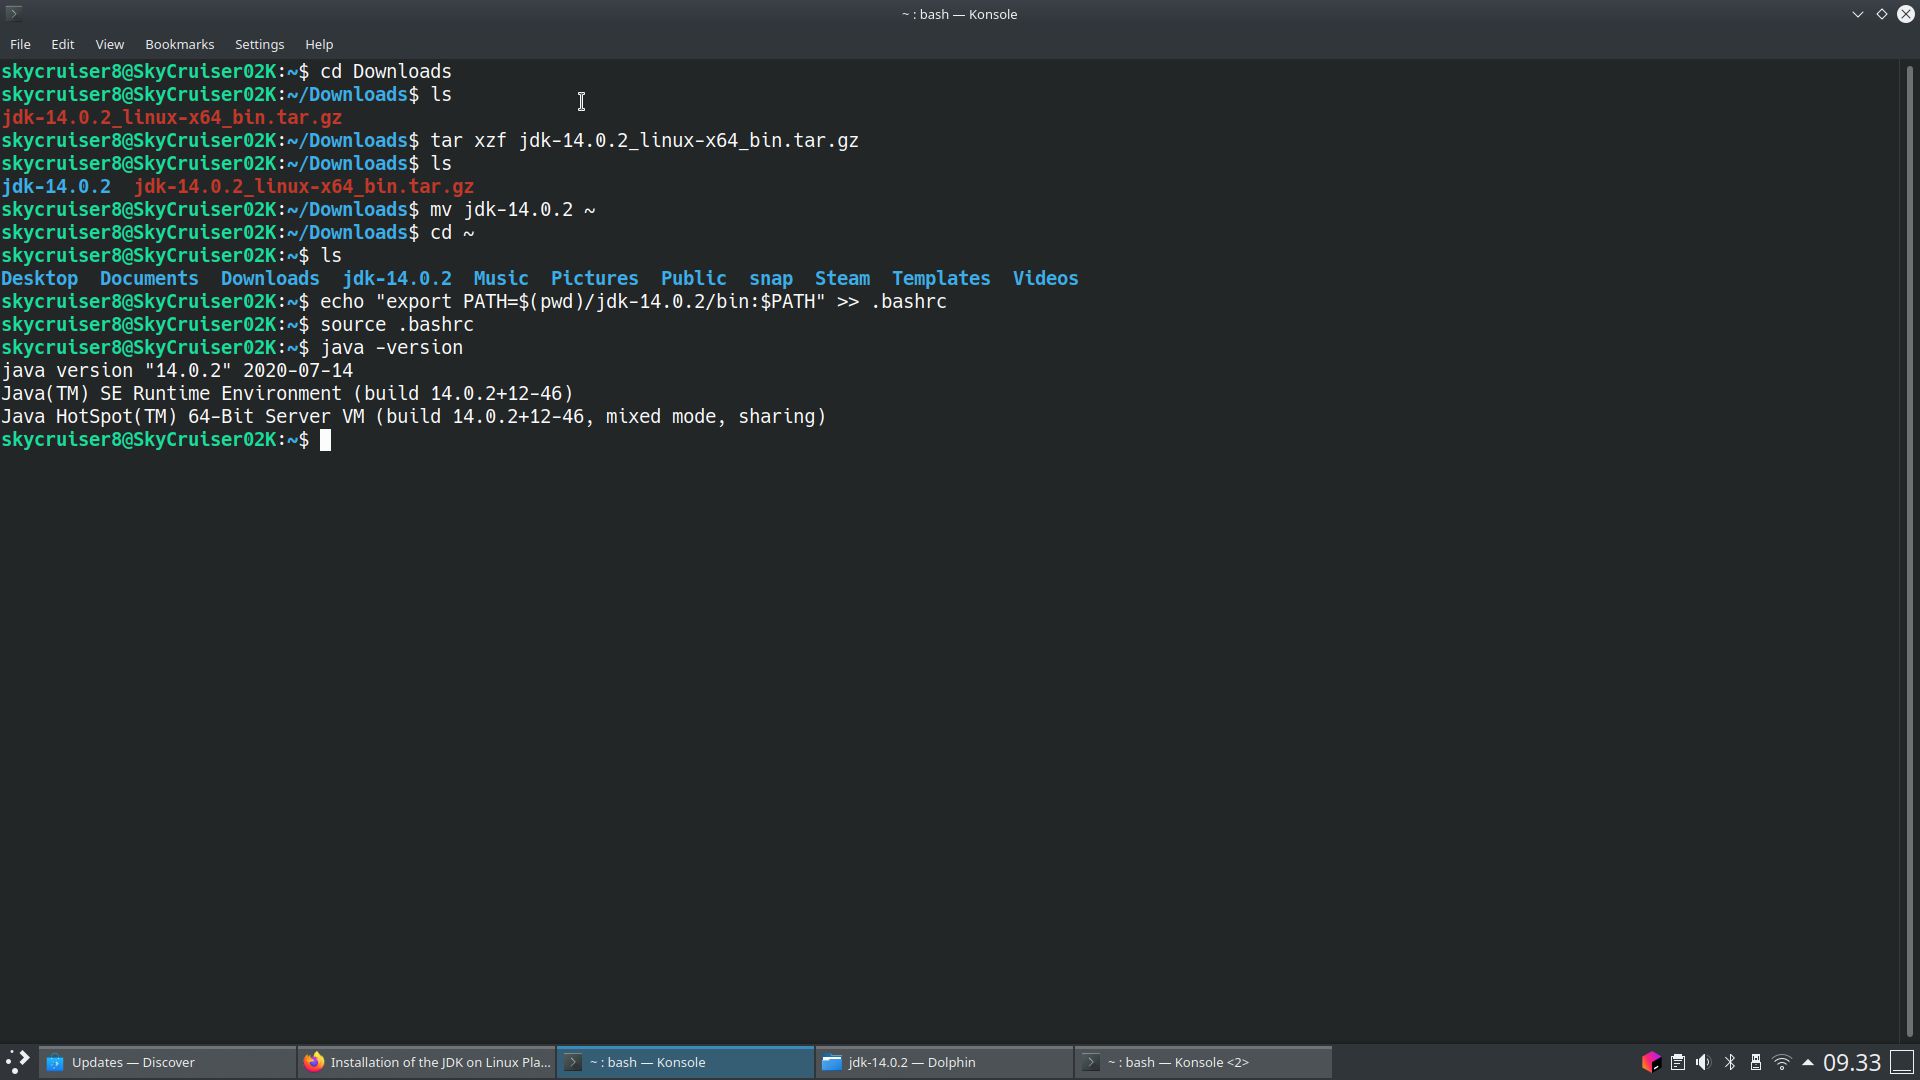 ~ : bash — Konsole
File Edit View Bookmarks Settings Help
skycruiser8@SkyCruiser02K:~$ cd Downloads
skycruiser8@SkyCruiser02K:~/Downloads$ ls
jdk-14.0.2_linux-x64_bin.tar.gz
skycruiser8@SkyCruiser02K:~/Downloads$ tar xzf jdk-14.0.2_linux-x64_bin.tar.gz
skycruiser8@SkyCruiser02K:~/Downloads$ ls
jdk-14.0.2  jdk-14.0.2_linux-x64_bin.tar.gz
skycruiser8@SkyCruiser02K:~/Downloads$ mv jdk-14.0.2 ~
skycruiser8@SkyCruiser02K:~/Downloads$ cd ~
skycruiser8@SkyCruiser02K:~$ ls
Desktop  Documents  Downloads  jdk-14.0.2  Music  Pictures  Public  snap  Steam  Templates  Videos
skycruiser8@SkyCruiser02K:~$ echo "export PATH=$(pwd)/jdk-14.0.2/bin:$PATH" >> .bashrc
skycruiser8@SkyCruiser02K:~$ source .bashrc
skycruiser8@SkyCruiser02K:~$ java -version
java version "14.0.2" 2020-07-14
Java(TM) SE Runtime Environment (build 14.0.2+12-46)
Java HotSpot(TM) 64-Bit Server VM (build 14.0.2+12-46, mixed mode, sharing)
skycruiser8@SkyCruiser02K:~$
Updates — Discover
Installation of the JDK on Linux Pla...
~ : bash — Konsole
jdk-14.0.2 — Dolphin
~ : bash — Konsole <2>
09.33